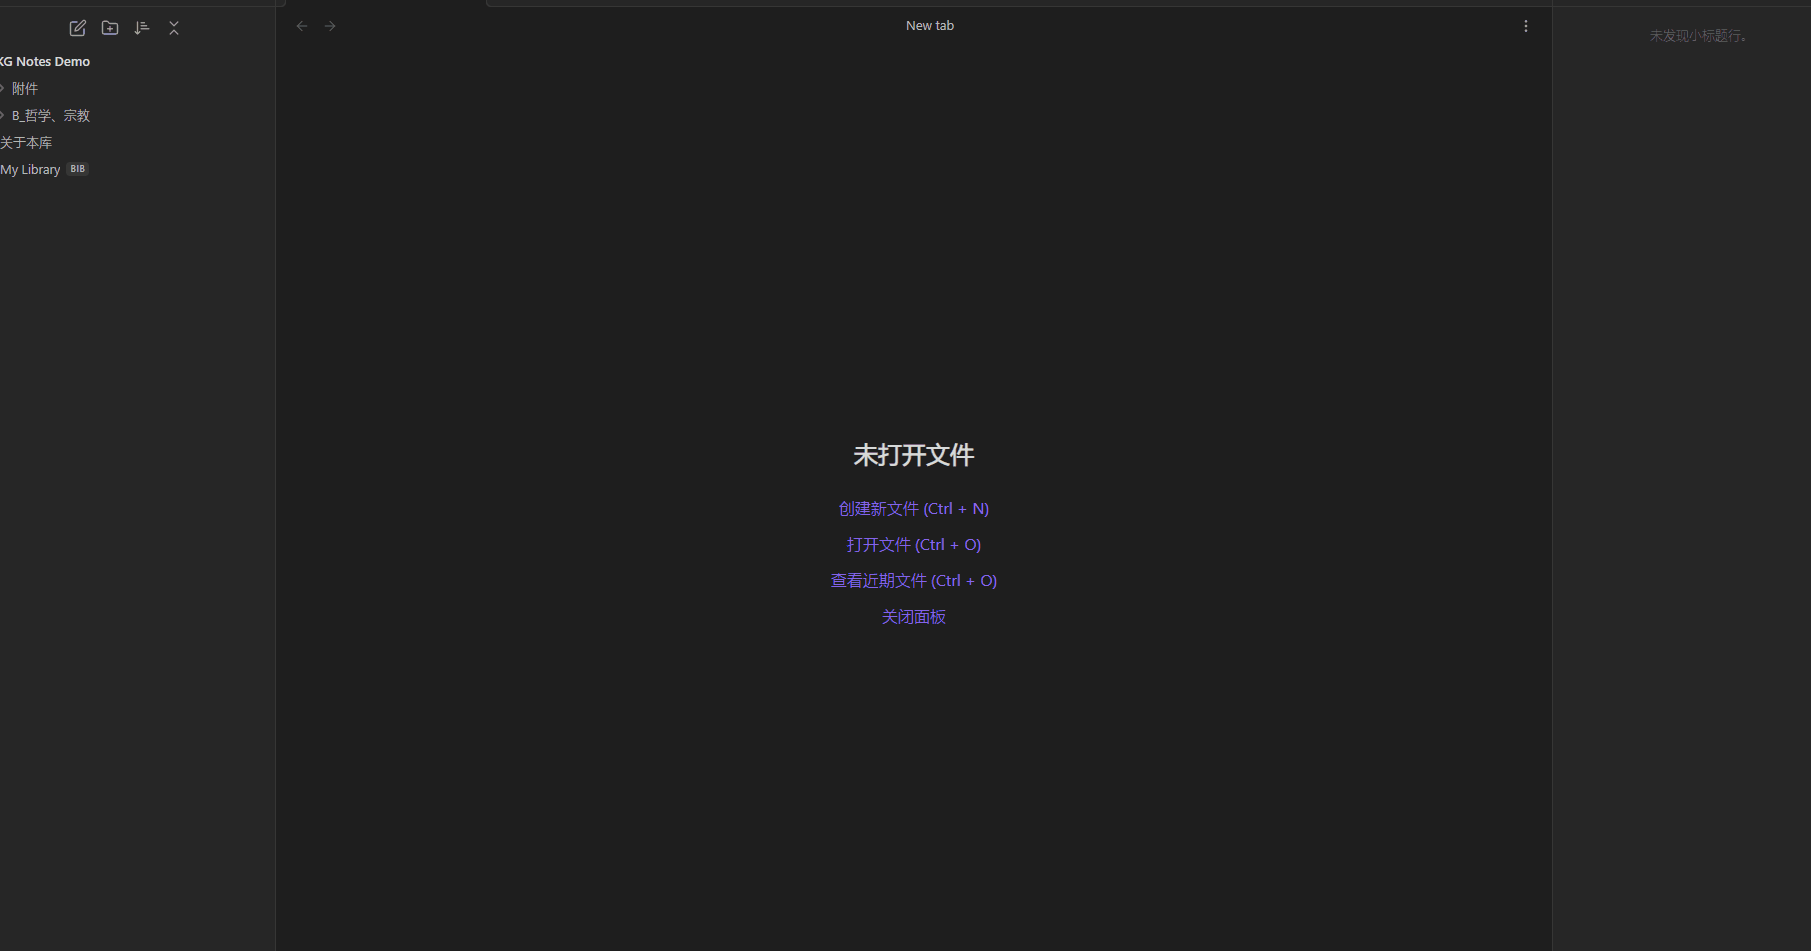 KG Notes Demo
附件
B_哲学、宗教
关于本库
My Library BIB
New tab
未打开文件
创建新文件 (Ctrl + N)
打开文件 (Ctrl + O)
查看近期文件 (Ctrl + O)
关闭面板
未发现小标题行。